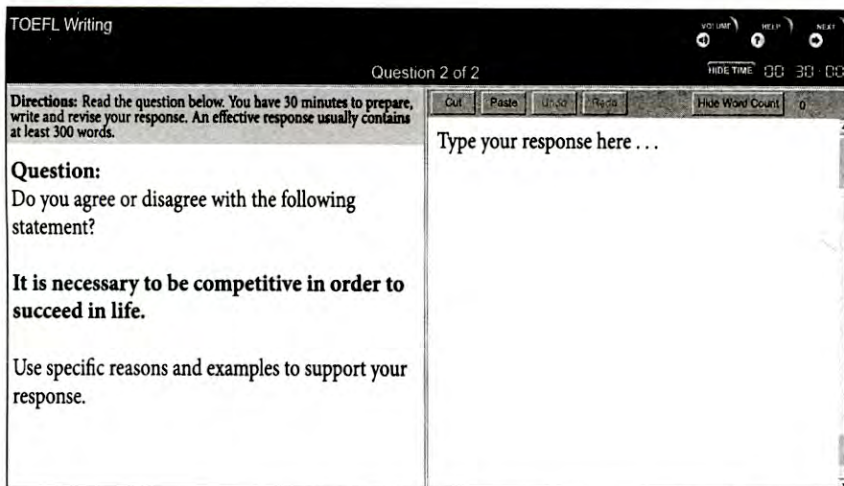 TOEFL Writing
VOLUME
HELP
NEXT
Question 2 of 2
HIDE TIME 00 : 30 : 00
Directions: Read the question below. You have 30 minutes to prepare,
write and revise your response. An effective response usually contains
at least 300 words.
Cut
Paste
Undo
Redo
Hide Word Count
0
Question:
Do you agree or disagree with the following
statement?
It is necessary to be competitive in order to
succeed in life.
Use specific reasons and examples to support your
response.
Type your response here . . .